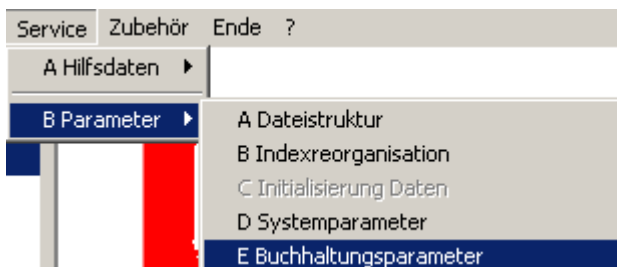 Service Zubehör Ende ?
A Hilfsdaten
B Parameter
A Dateistruktur
B Indexreorganisation
C Initialisierung Daten
D Systemparameter
E Buchhaltungsparameter